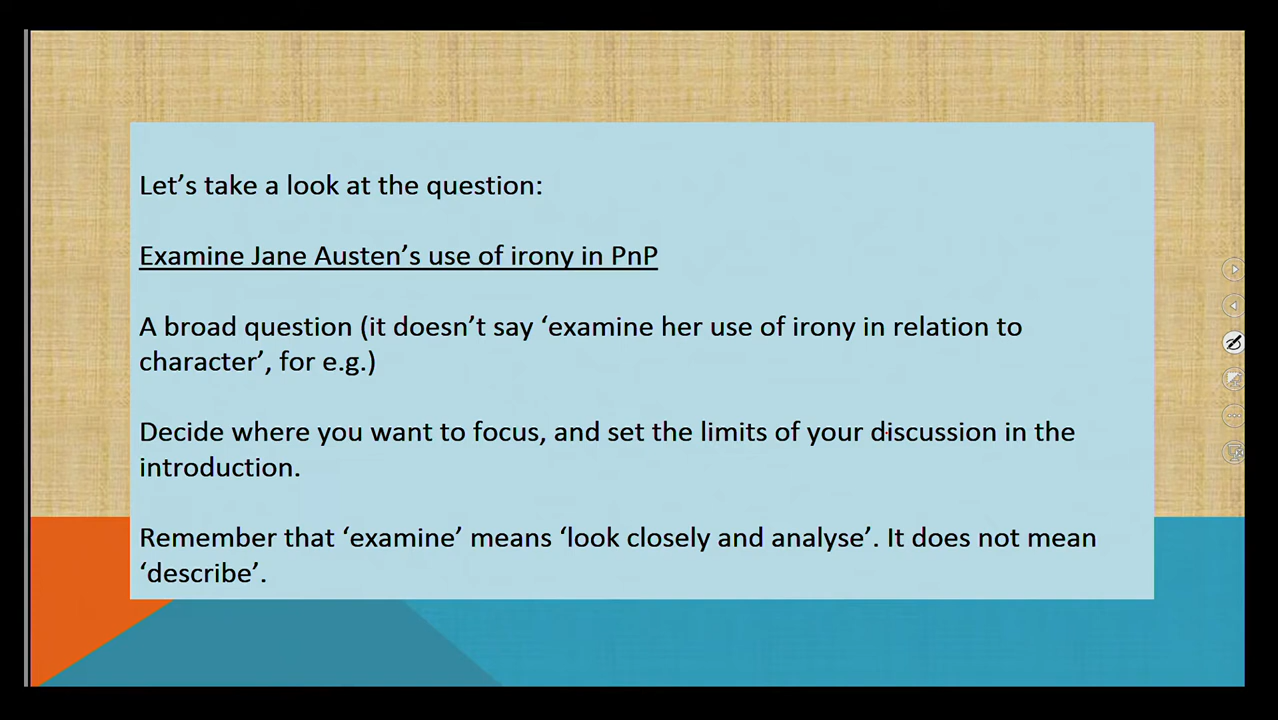 Let’s take a look at the question:
Examine Jane Austen’s use of irony in PnP
A broad question (it doesn’t say ‘examine her use of irony in relation to
character’, for e.g.)
Decide where you want to focus, and set the limits of your discussion in the
introduction.
Remember that ‘examine’ means ‘look closely and analyse’. It does not mean
‘describe’.